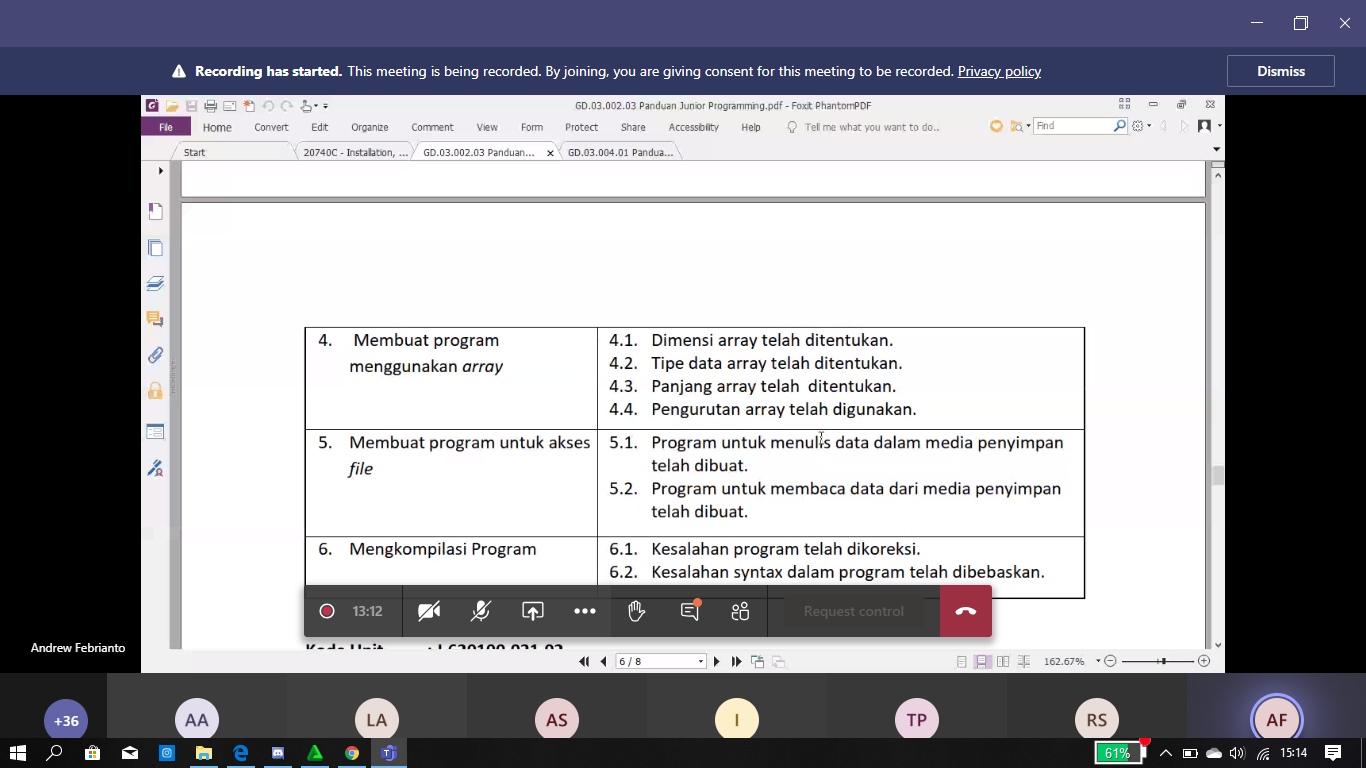 Recording has started. This meeting is being recorded. By joining, you are giving consent for this meeting to be recorded. Privacy policy
Dismiss
GD.03.002.03 Panduan Junior Programming.pdf - Foxit PhantomPDF
File Home Convert Edit Organize Comment View Form Protect Share Accessibility Help Tell me what you want to do.. Find
Start 20740C - Installation, ... GD.03.002.03 Panduan... GD.03.004.01 Pandua...
4. Membuat program
menggunakan array
4.1. Dimensi array telah ditentukan.
4.2. Tipe data array telah ditentukan.
4.3. Panjang array telah ditentukan.
4.4. Pengurutan array telah digunakan.
5. Membuat program untuk akses
file
5.1. Program untuk menulis data dalam media penyimpan
telah dibuat.
5.2. Program untuk membaca data dari media penyimpan
telah dibuat.
6. Mengkompilasi Program
6.1. Kesalahan program telah dikoreksi.
6.2. Kesalahan syntax dalam program telah dibebaskan.
13:12 Request control
Andrew Febrianto
6 / 8
162.67%
+36 AA LA AS I TP RS AF
61% 15:14